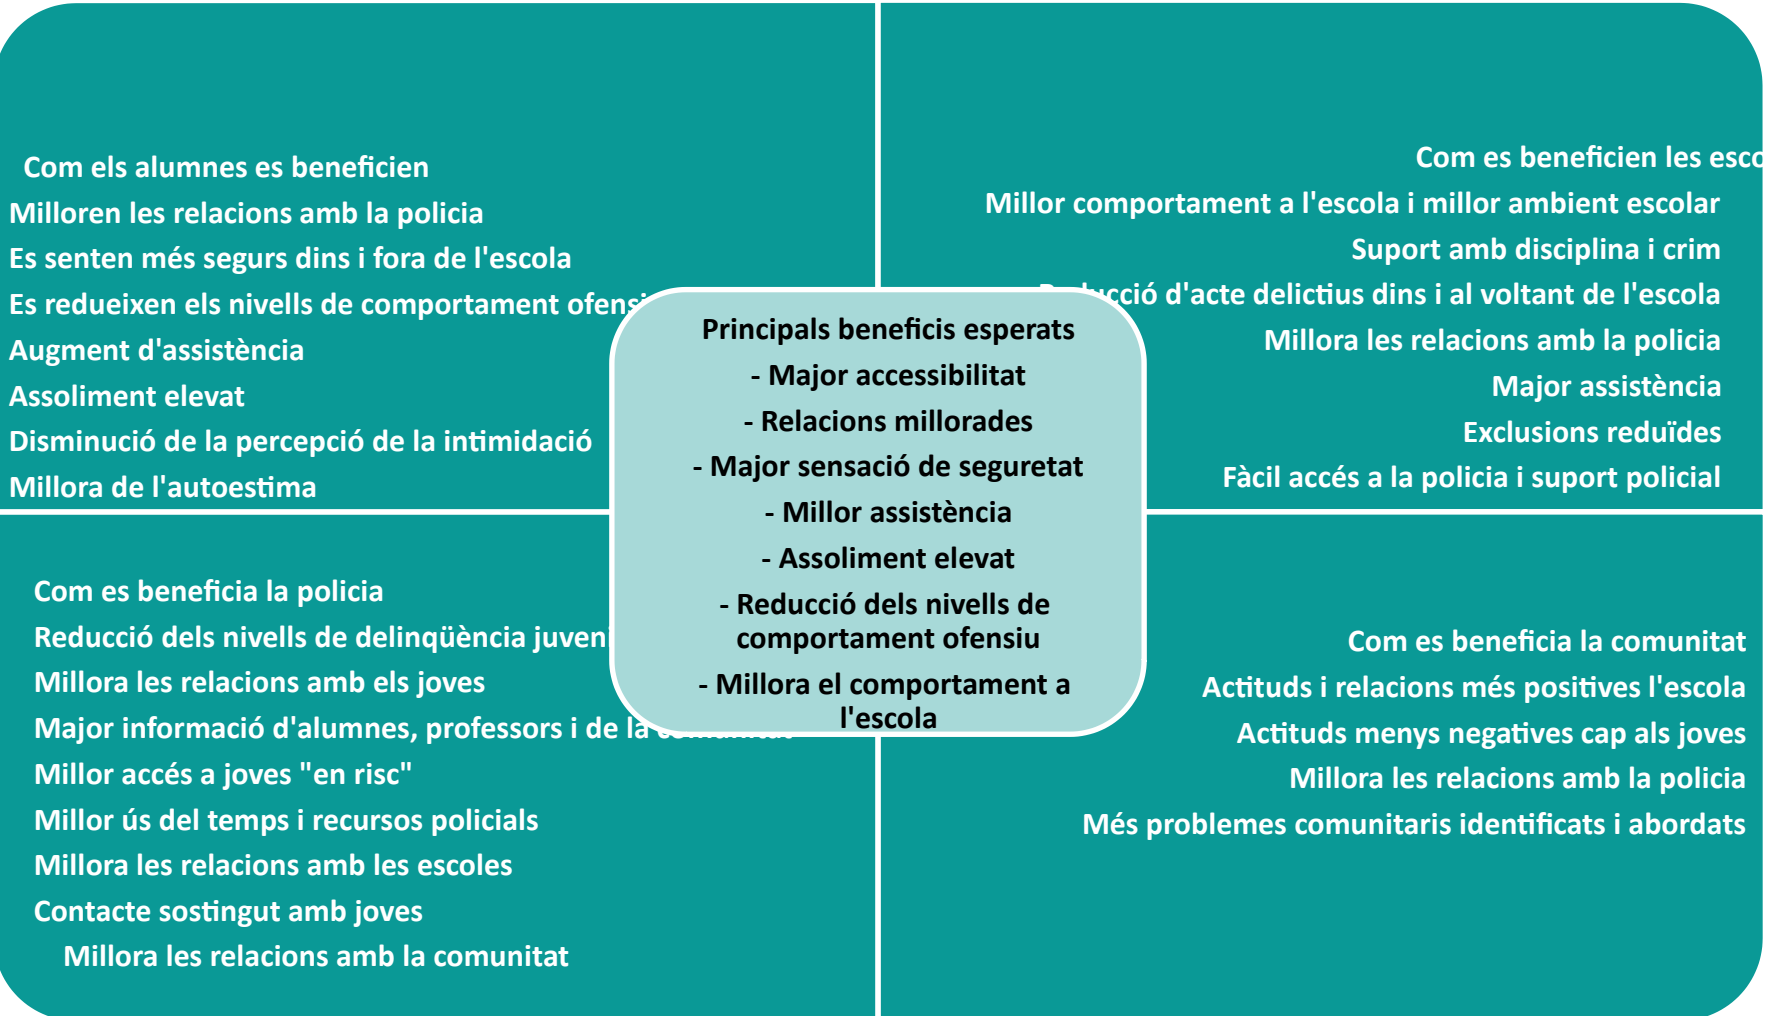 Com els alumnes es beneficien
Milloren les relacions amb la policia
Es senten més segurs dins i fora de l'escola
Es redueixen els nivells de comportament
Augment d'assistència
Assoliment elevat
Disminució de la percepció de la intimidació
Millora de l'autoestima
Com es beneficien les
Millor comportament a l'escola i millor ambient escolar
Suport amb disciplina i crim
d'acte delictius dins i al voltant de l'escola
Millora les relacions amb la policia
Major assistència
Exclusions reduïdes
Fàcil accés a la policia i suport policial
Principals beneficis esperats
- Major accessibilitat
- Relacions millorades
- Major sensació de seguretat
- Millor assistència
- Assoliment elevat
- Reducció dels nivells de
comportament ofensiu
- Millora el comportament a
l'escola
Com es beneficia la policia
Reducció dels nivells de delinqüència
Millora les relacions amb els joves
Major informació d'alumnes, professors i de la
Millor accés a joves "en risc"
Millor ús del temps i recursos policials
Millora les relacions amb les escoles
Contacte sostingut amb joves
Millora les relacions amb la comunitat
Com es beneficia la comunitat
Actituds i relacions més positives l'escola
Actituds menys negatives cap als joves
Millora les relacions amb la policia
Més problemes comunitaris identificats i abordats